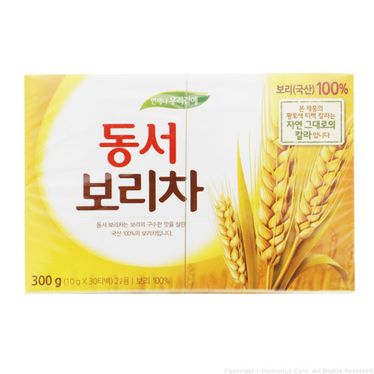 언제나 우리곁에
보리(국산) 100%
본 제품의
황토색 티백 칼라는
자연 그대로의
칼라 입니다
동서
보리차
동서 보리차는 보리의 구수한 맛을 살린
국산 100%의 보리차입니다.
300 g (10 g X 30티백) 2ℓ용 | 보리 100%
Copyright© Hanminus Corp. All Rights Reserved.